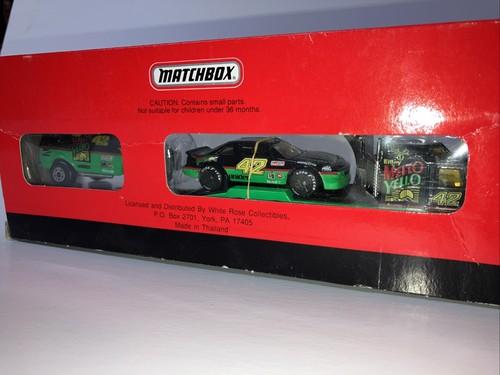 MATCHBOX
CAUTION: Contains small parts.
Not suitable for children under 36 months.
42
42
MELLO
YELLO
42
Licensed and Distributed By White Rose Collectibles,
P.O. Box 2701, York, PA 17405
Made in Thailand